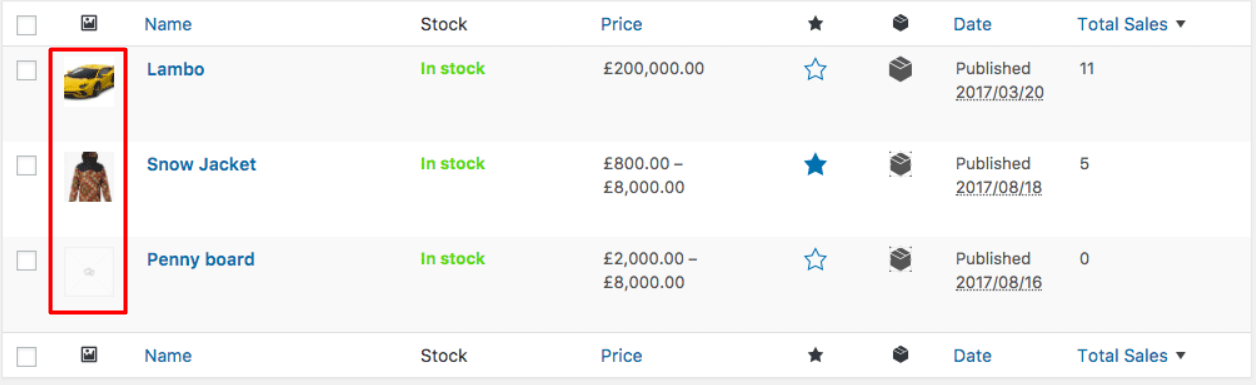 Name Stock Price Date Total Sales ▼
Lambo In stock £200,000.00 Published 11
2017/03/20
Snow Jacket In stock £800.00 – Published 5
£8,000.00 2017/08/18
Penny board In stock £2,000.00 – Published 0
£8,000.00 2017/08/16
Name Stock Price Date Total Sales ▼